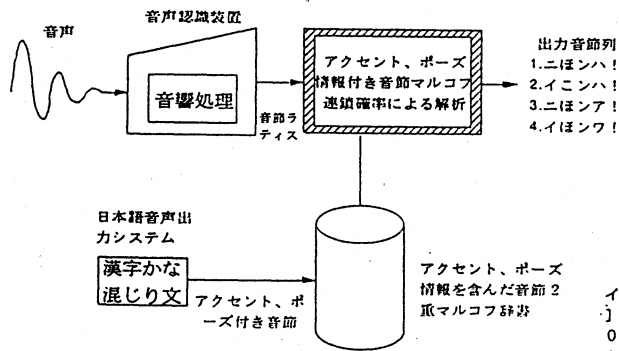 音声
音声認識装置
音響処理
音節ラ
ティス
アクセント、ポーズ
情報付き音節マルコフ
連鎖確率による解析
出力音節列
1.ニほンハ！
2.イこンハ！
3.ニほンア！
4.イほンワ！
日本語音声出
力システム
漢字かな
混じり文
アクセント、ポ
ーズ付き音節
アクセント、ポーズ
情報を含んだ音節2
重マルコフ辞書
イ
]
0